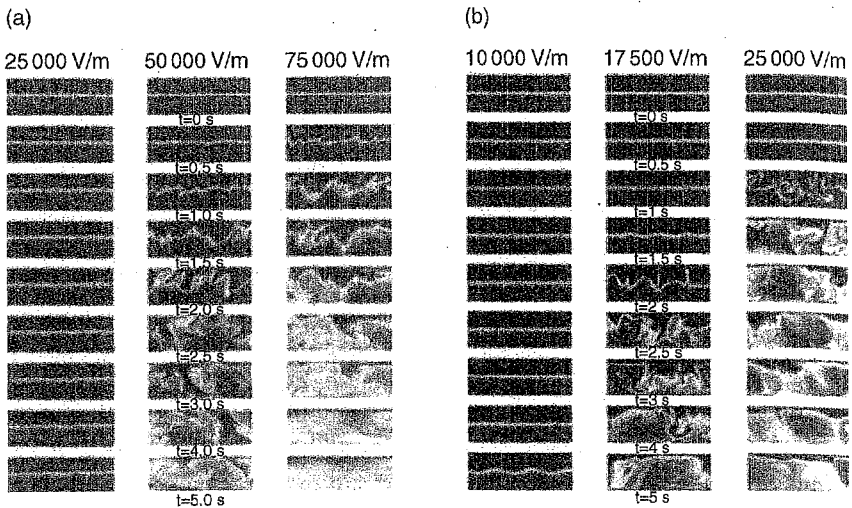 (a)
25 000 V/m 50 000 V/m 75 000 V/m
t=0 s
t=0.5 s
t=1.0 s
t=1.5 s
t=2.0 s
t=2.5 s
t=3.0 s
t=4.0 s
t=5.0 s
(b)
10 000 V/m 17 500 V/m 25 000 V/m
t=0 s
t=0.5 s
t=1 s
t=1.5 s
t=2 s
t=2.5 s
t=3 s
t=4 s
t=5 s